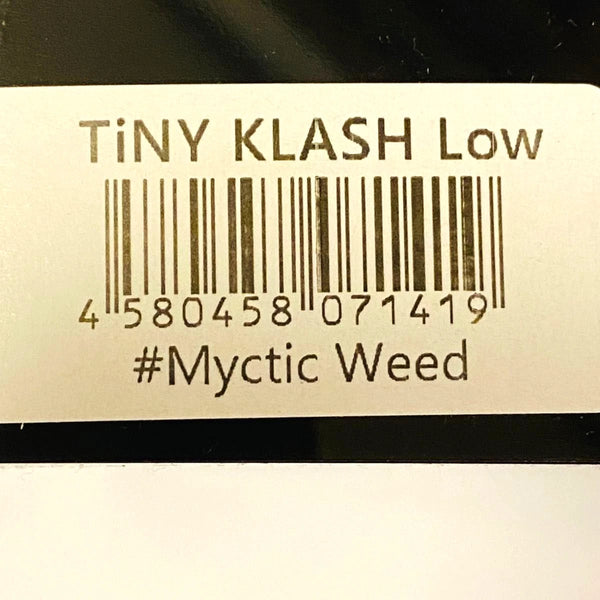 TiNY KLASH Low
4 580458 071419
#Myctic Weed